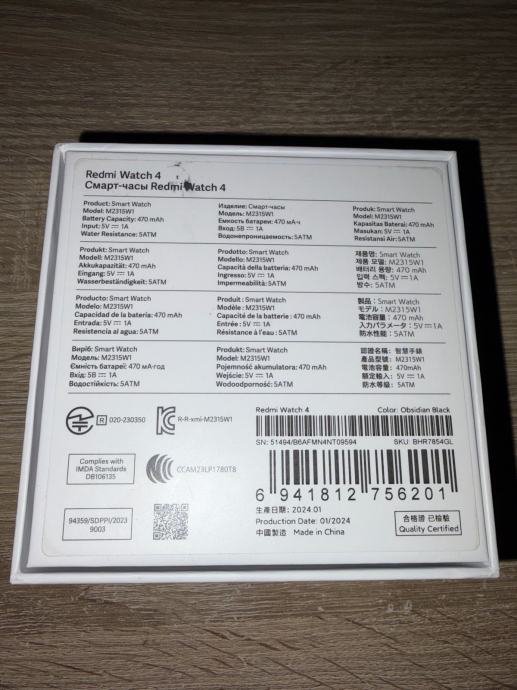 Redmi Watch 4
Смарт-часы Redmi Watch 4
Product: Smart Watch
Model: M2315W1
Battery Capacity: 470 mAh
Input: 5V⎓1A
Water Resistance: 5ATM
Изделие: Смарт-часы
Модель: M2315W1
Емкость батареи: 470 мА·ч
Вход: 5В⎓1A
Водонепроницаемость: 5ATM
Produk: Smart Watch
Model: M2315W1
Kapasitas Baterai: 470 mAh
Masukan: 5V⎓1A
Resistansi Air: 5ATM
Produkt: Smart Watch
Modell: M2315W1
Akkukapazität: 470 mAh
Eingang: 5V⎓1A
Wasserbeständigkeit: 5ATM
Prodotto: Smart Watch
Modello: M2315W1
Capacità della batteria: 470 mAh
Ingresso: 5V⎓1A
Impermeabilità: 5ATM
제품명: Smart Watch
제품 모델: M2315W1
배터리 용량: 470 mAh
입력 스펙: 5V⎓1A
방수: 5ATM
Producto: Smart Watch
Modelo: M2315W1
Capacidad de la batería: 470 mAh
Entrada: 5V⎓1A
Resistencia al agua: 5ATM
Produit : Smart Watch
Modèle : M2315W1
Capacité de la batterie : 470 mAh
Entrée : 5V⎓1A
Résistance à l'eau : 5ATM
製品：Smart Watch
モデル：M2315W1
電池容量：470 mAh
入力パラメータ：5V⎓1A
防水性能：5ATM
Виріб: Smart Watch
Модель: M2315W1
Ємність батареї: 470 мА·год
Вхід: 5В⎓1A
Водостійкість: 5ATM
Produkt: Smart Watch
Model: M2315W1
Pojemność akumulatora: 470 mAh
Wejście: 5V⎓1A
Wodoodporność: 5ATM
認證名稱：智慧手錶
產品型號：M2315W1
電池容量：470mAh
額定輸入：5V⎓1A
防水等級：5ATM
R 020-230350
R-R-xmi-M2315W1
Redmi Watch 4
Color: Obsidian Black
SN: 51494/B6AFMN4NT09594
SKU: BHR7854GL
Complies with
IMDA Standards
DB106135
CCAM23LP1780T8
6 941812 756201
94359/SDPPI/2023
9003
生產日期：2024.01
Production Date: 01/2024
中國製造 Made in China
合格證 已檢驗
Quality Certified